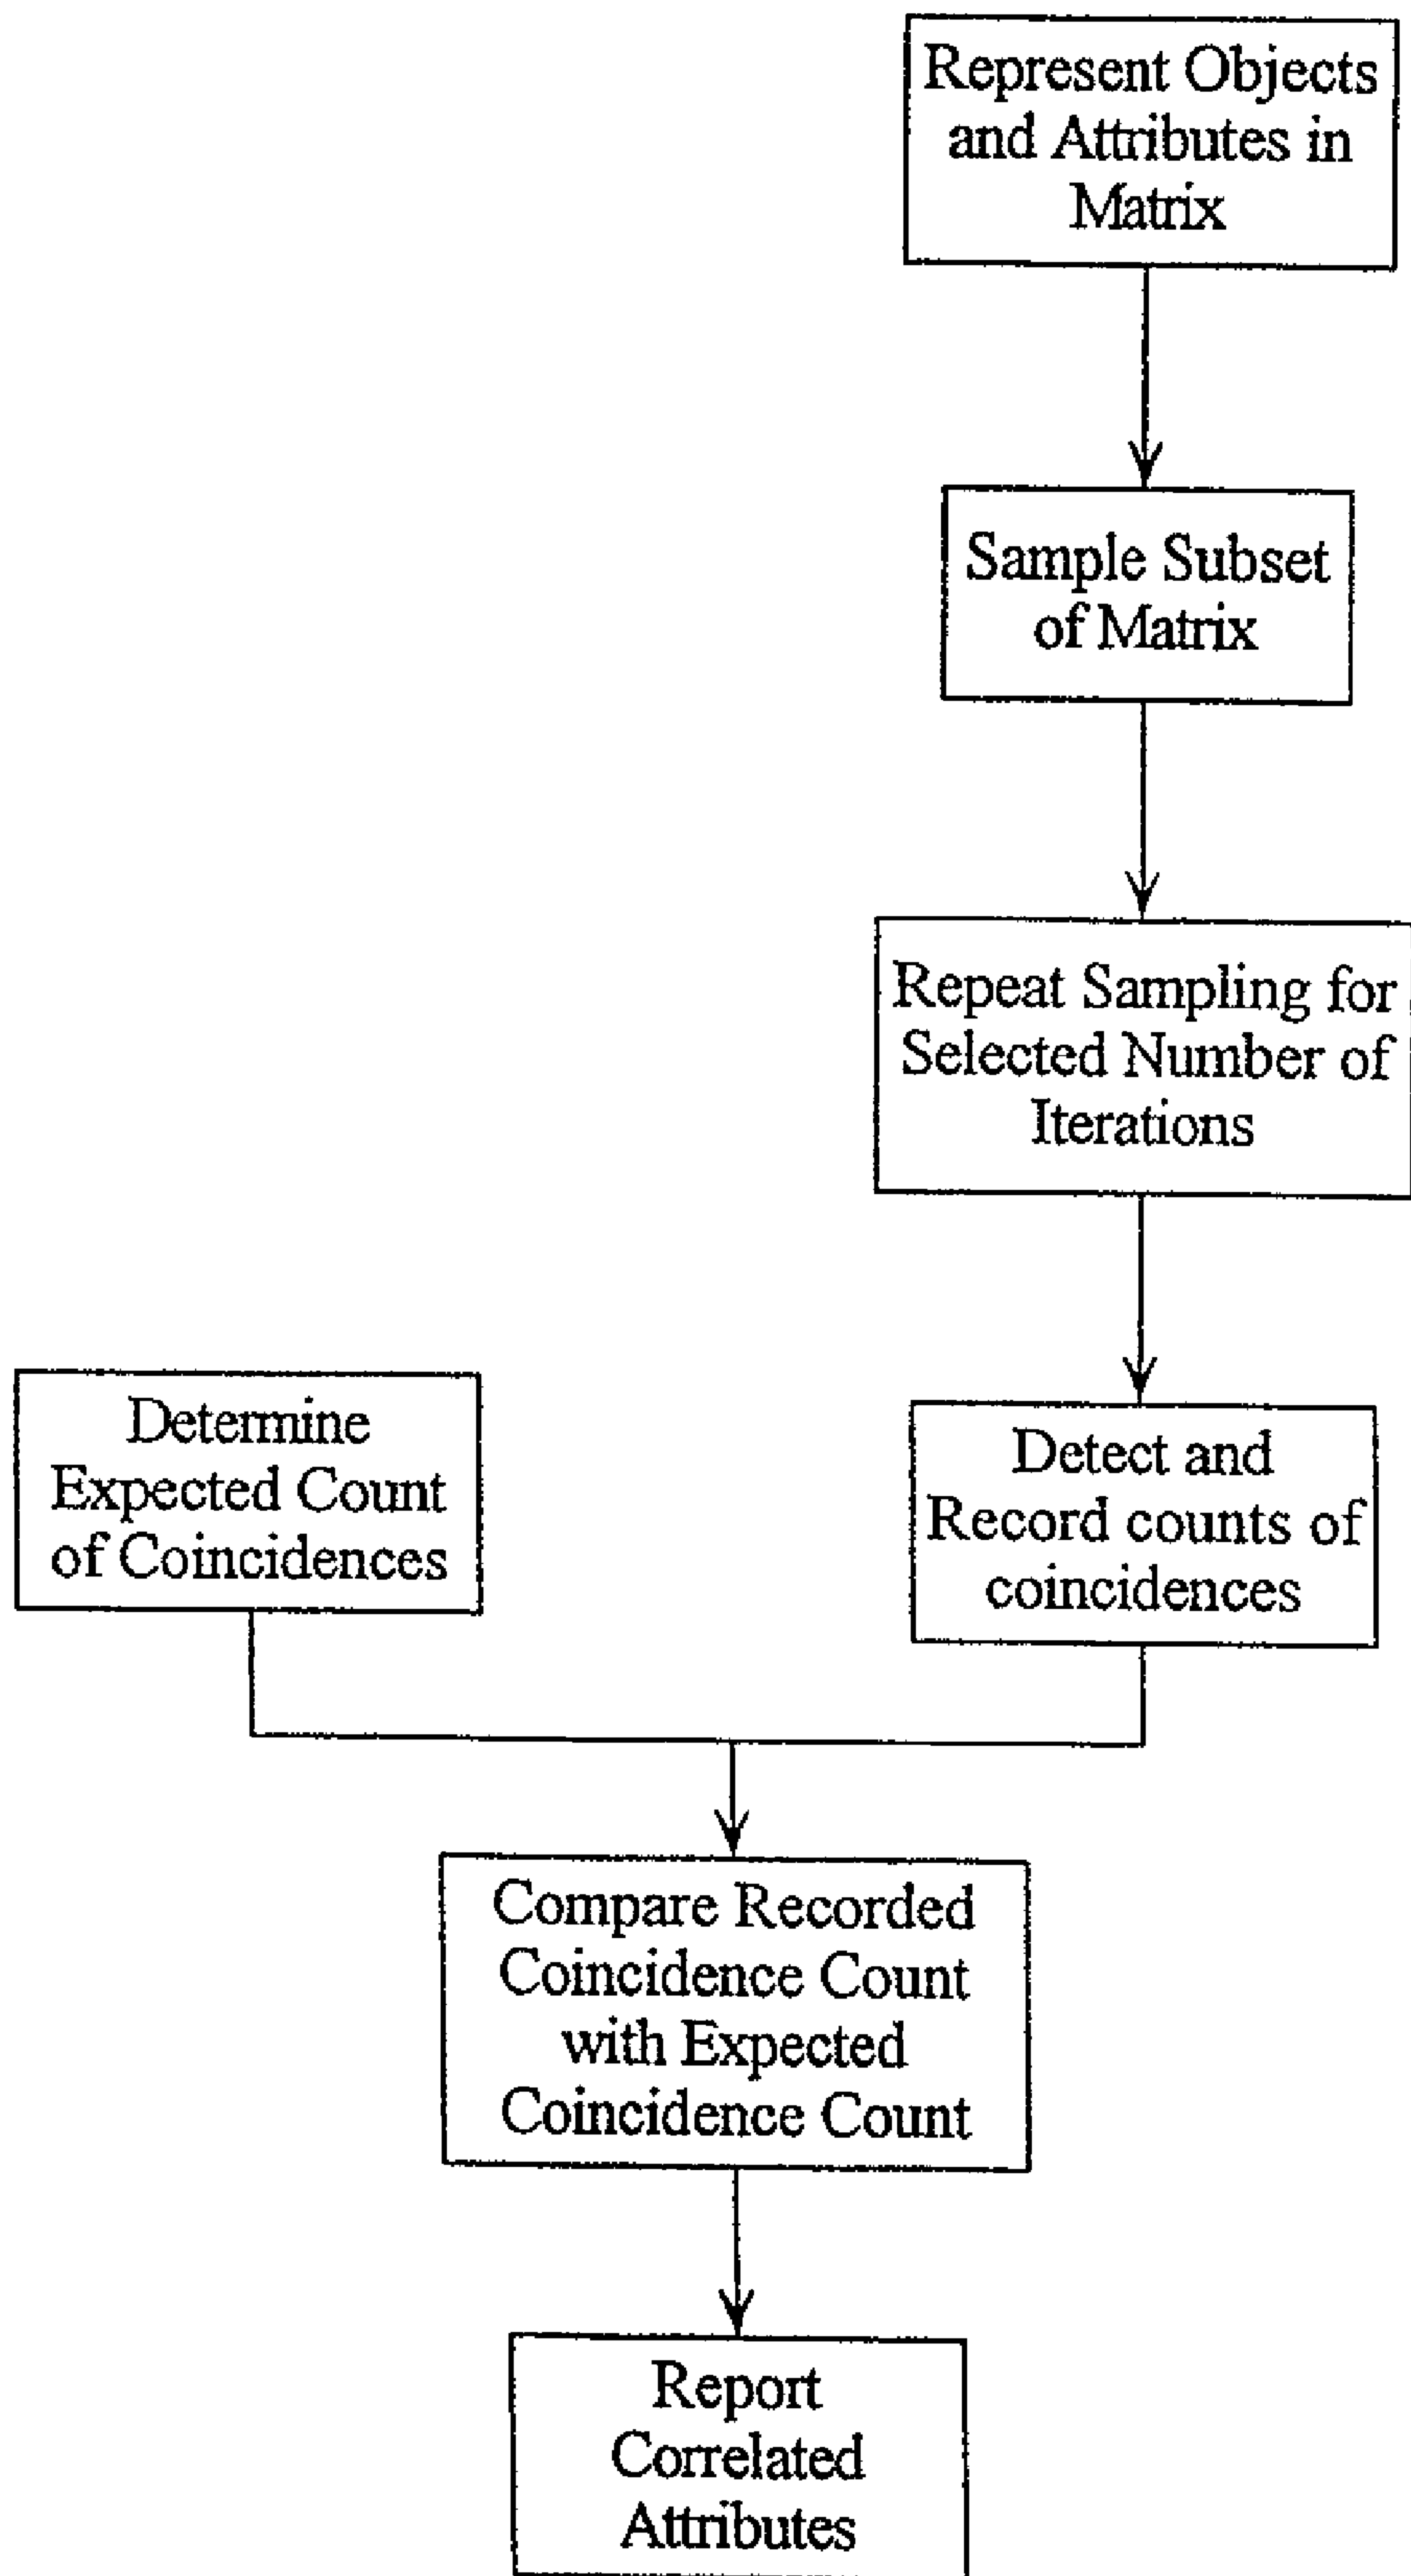 Represent Objects
and Attributes in
Matrix
Sample Subset
of Matrix
Repeat Sampling for
Selected Number of
Iterations
Determine
Expected Count
of Coincidences
Detect and
Record counts of
coincidences
Compare Recorded
Coincidence Count
with Expected
Coincidence Count
Report
Correlated
Attributes